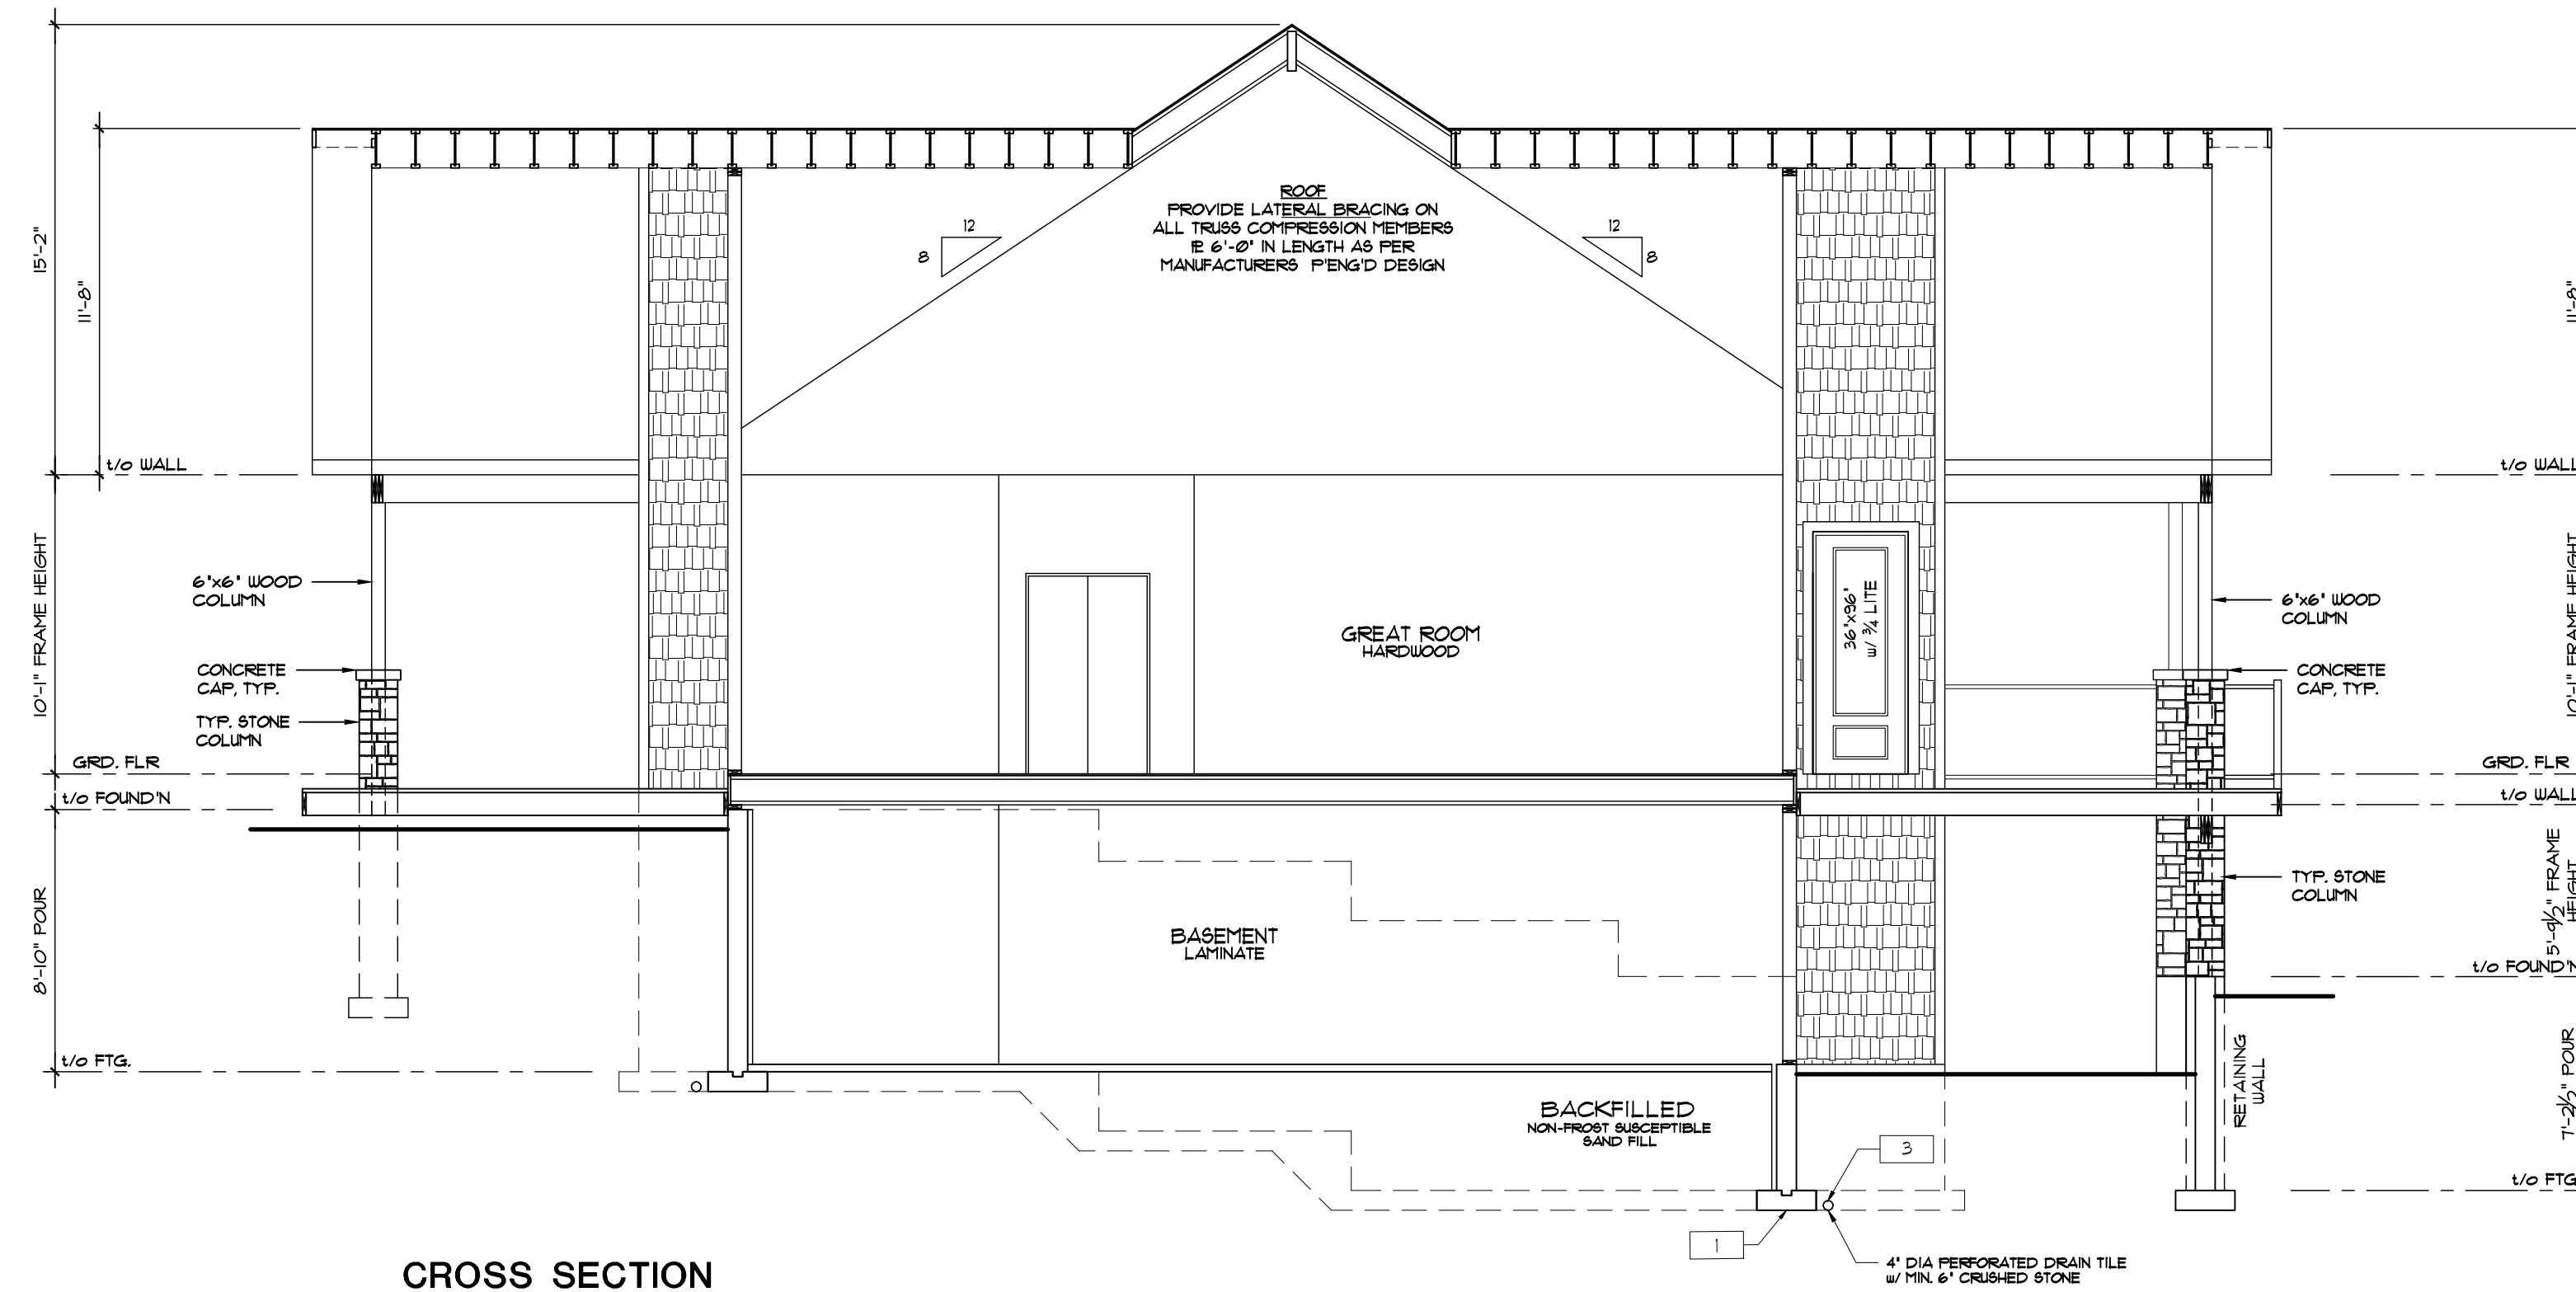 15'-2"
11'-8"
t/o WALL
10'-1" FRAME HEIGHT
6"x6" WOOD
COLUMN
CONCRETE
CAP, TYP.
TYP. STONE
COLUMN
GRD. FLR
t/o FOUND'N
8'-10" POUR
t/o FTG.
12
8
ROOF
PROVIDE LATERAL BRACING ON
ALL TRUSS COMPRESSION MEMBERS
6'-0" IN LENGTH AS PER
MANUFACTURERS P'ENG'D DESIGN
12
8
GREAT ROOM
HARDWOOD
36"x96"
w/ 3/4 LITE
BASEMENT
LAMINATE
BACKFILLED
NON-FROST SUSCEPTIBLE
SAND FILL
3
1
4" DIA PERFORATED DRAIN TILE
w/ MIN. 6" CRUSHED STONE
11'-8"
t/o WALL
10'-1" FRAME HEIGHT
6"x6" WOOD
COLUMN
CONCRETE
CAP, TYP.
GRD. FLR
t/o WALL
5'-9 1/2" FRAME
HEIGHT
TYP. STONE
COLUMN
t/o FOUND'N
RETAINING
WALL
7'-2 1/2" POUR
t/o FTG
CROSS SECTION